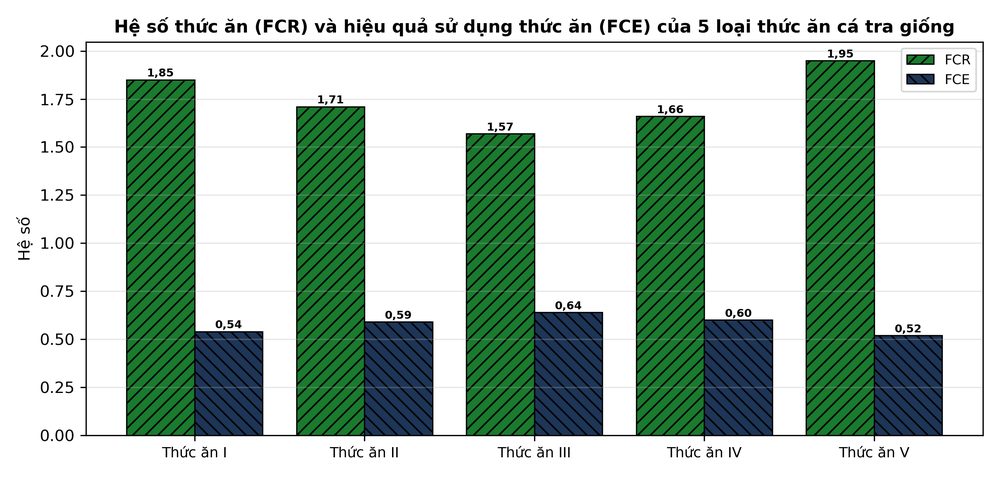 Hệ số thức ăn (FCR) và hiệu quả sử dụng thức ăn (FCE) của 5 loại thức ăn cá tra giống
FCR
FCE
Hệ số
2.00
1.75
1.50
1.25
1.00
0.75
0.50
0.25
0.00
1,85
0,54
1,71
0,59
1,57
0,64
1,66
0,60
1,95
0,52
Thức ăn I
Thức ăn II
Thức ăn III
Thức ăn IV
Thức ăn V